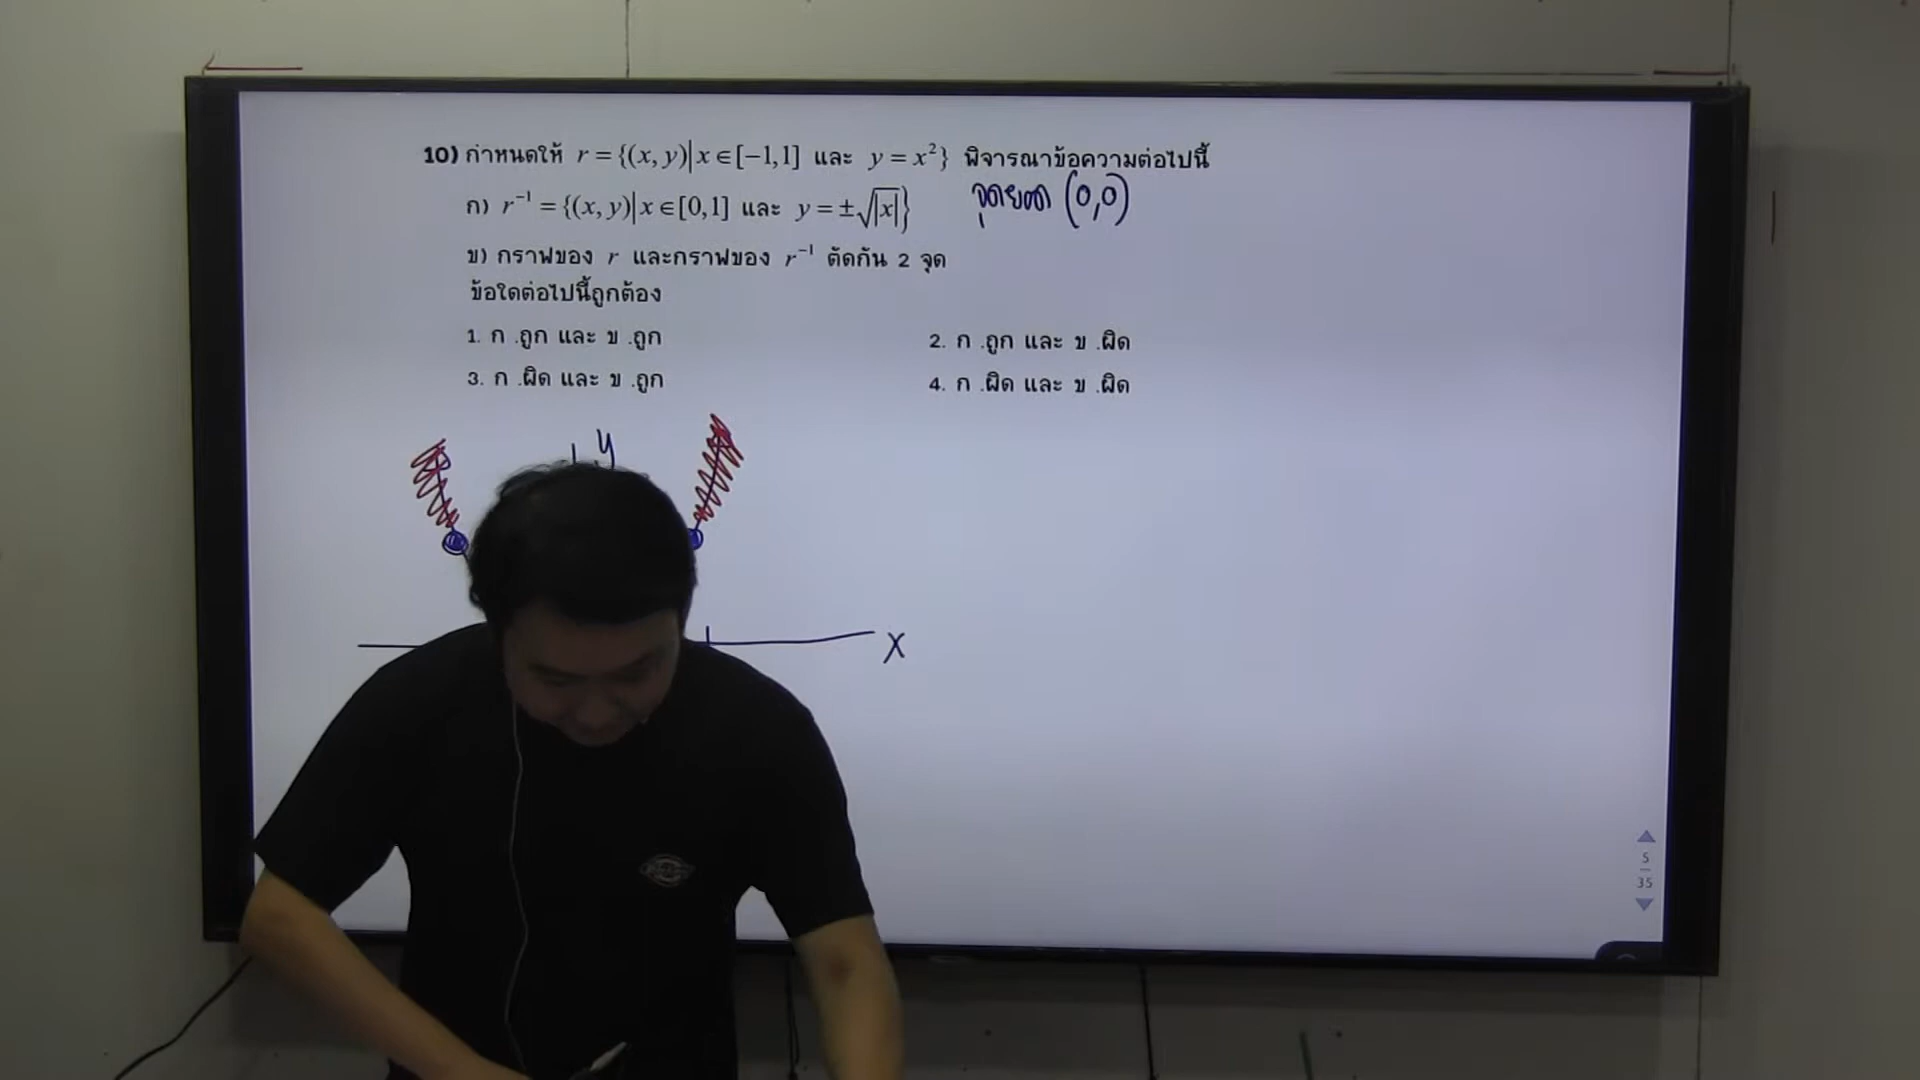 10) กำหนดให้ r = {(x, y)| x ∈ [−1,1] และ y = x²} พิจารณาข้อความต่อไปนี้
ก) r⁻¹ = {(x, y)| x ∈ [0,1] และ y = ±√|x|} จุดยอด (0,0)
ข) กราฟของ r และกราฟของ r⁻¹ ตัดกัน 2 จุด
ข้อใดต่อไปนี้ถูกต้อง
1. ก .ถูก และ ข .ถูก 2. ก .ถูก และ ข .ผิด
3. ก .ผิด และ ข .ถูก 4. ก .ผิด และ ข .ผิด
y
X
5
35